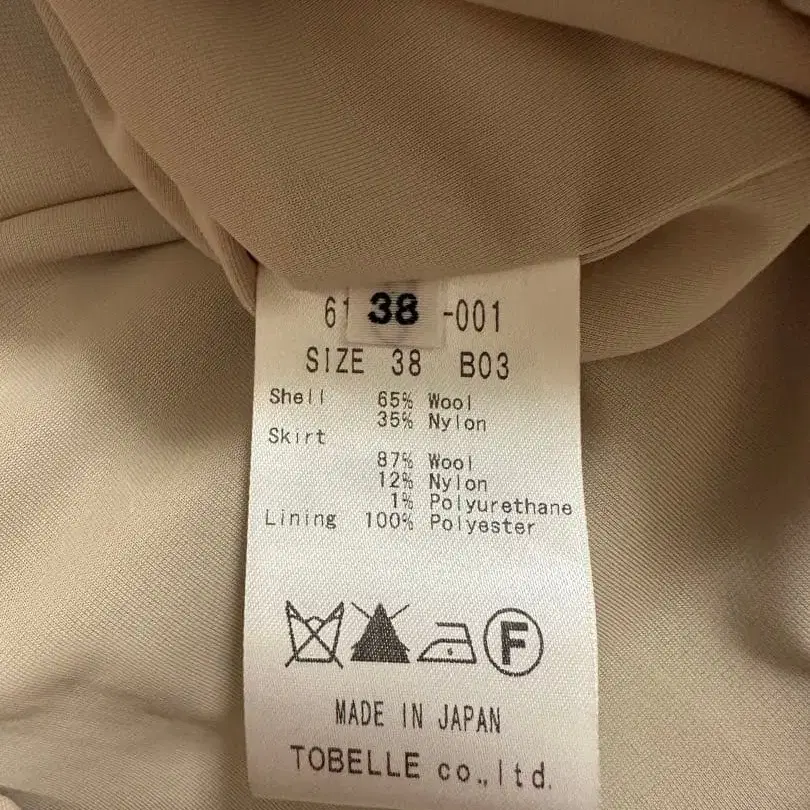 61 38 -001
SIZE 38 B03
Shell 65% Wool
35% Nylon
Skirt
87% Wool
12% Nylon
1% Polyurethane
Lining 100% Polyester
F
MADE IN JAPAN
TOBELLE co.,ltd.